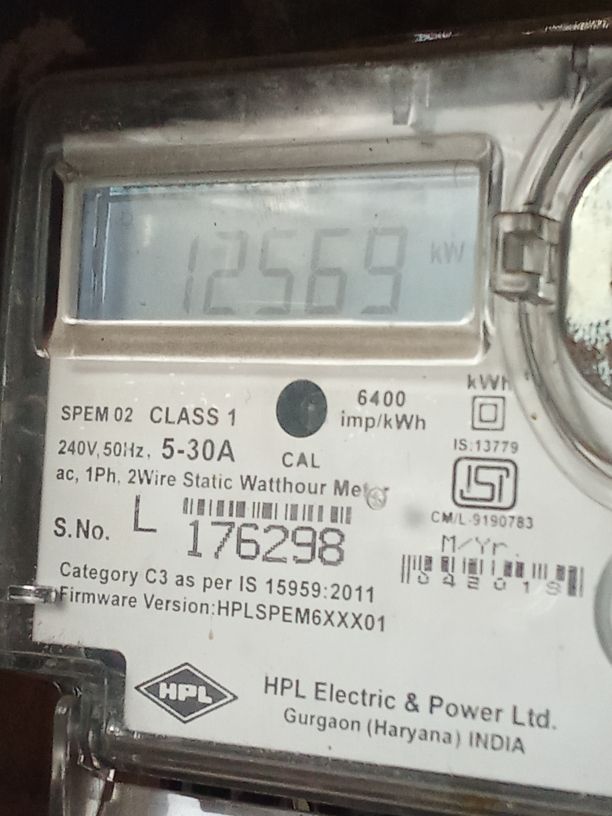 12569 kW
kWh
SPEM 02 CLASS 1
6400
imp/kWh
240V, 50Hz, 5-30A
CAL
IS:13779
ac, 1Ph, 2Wire Static Watthour Meter
ISI
CM/L-9190783
S.No. L 176298
M/Yr.
Category C3 as per IS 15959:2011
Firmware Version:HPLSPEM6XXX01
HPL
HPL Electric & Power Ltd.
Gurgaon (Haryana) INDIA